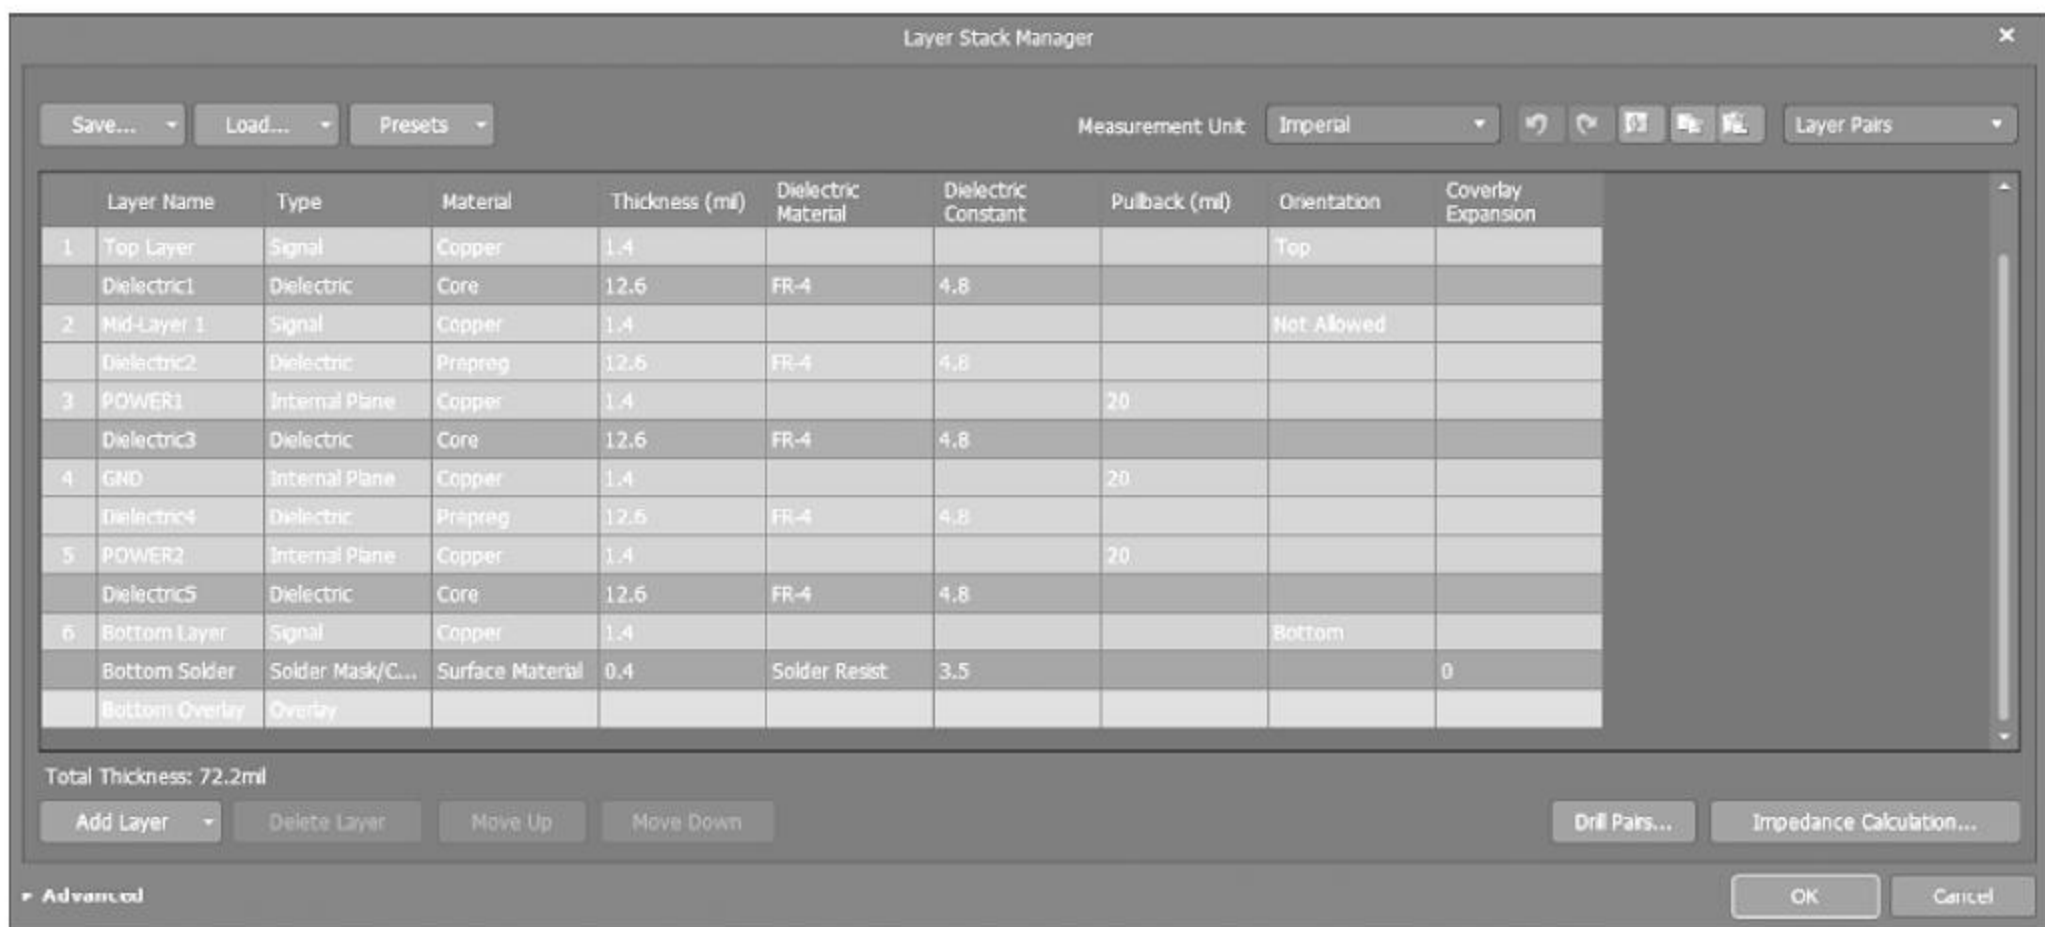 Layer Stack Manager
Save... Load... Presets Measurement Unit Imperial Layer Pairs
Layer Name Type Material Thickness (mil) Dielectric Material Dielectric Constant Pullback (mil) Orientation Coverlay Expansion
1 Top Layer Signal Copper 1.4 Top
Dielectric1 Dielectric Core 12.6 FR-4 4.8
2 Mid-Layer 1 Signal Copper 1.4 Not Allowed
Dielectric2 Dielectric Prepreg 12.6 FR-4 4.8
3 POWER1 Internal Plane Copper 1.4 20
Dielectric3 Dielectric Core 12.6 FR-4 4.8
4 GND Internal Plane Copper 1.4 20
Dielectric4 Dielectric Prepreg 12.6 FR-4 4.8
5 POWER2 Internal Plane Copper 1.4 20
Dielectric5 Dielectric Core 12.6 FR-4 4.8
6 Bottom Layer Signal Copper 1.4 Bottom
Bottom Solder Solder Mask/C... Surface Material 0.4 Solder Resist 3.5 0
Bottom Overlay Overlay
Total Thickness: 72.2mil
Add Layer Delete Layer Move Up Move Down Drill Pairs... Impedance Calculation...
Advanced OK Cancel